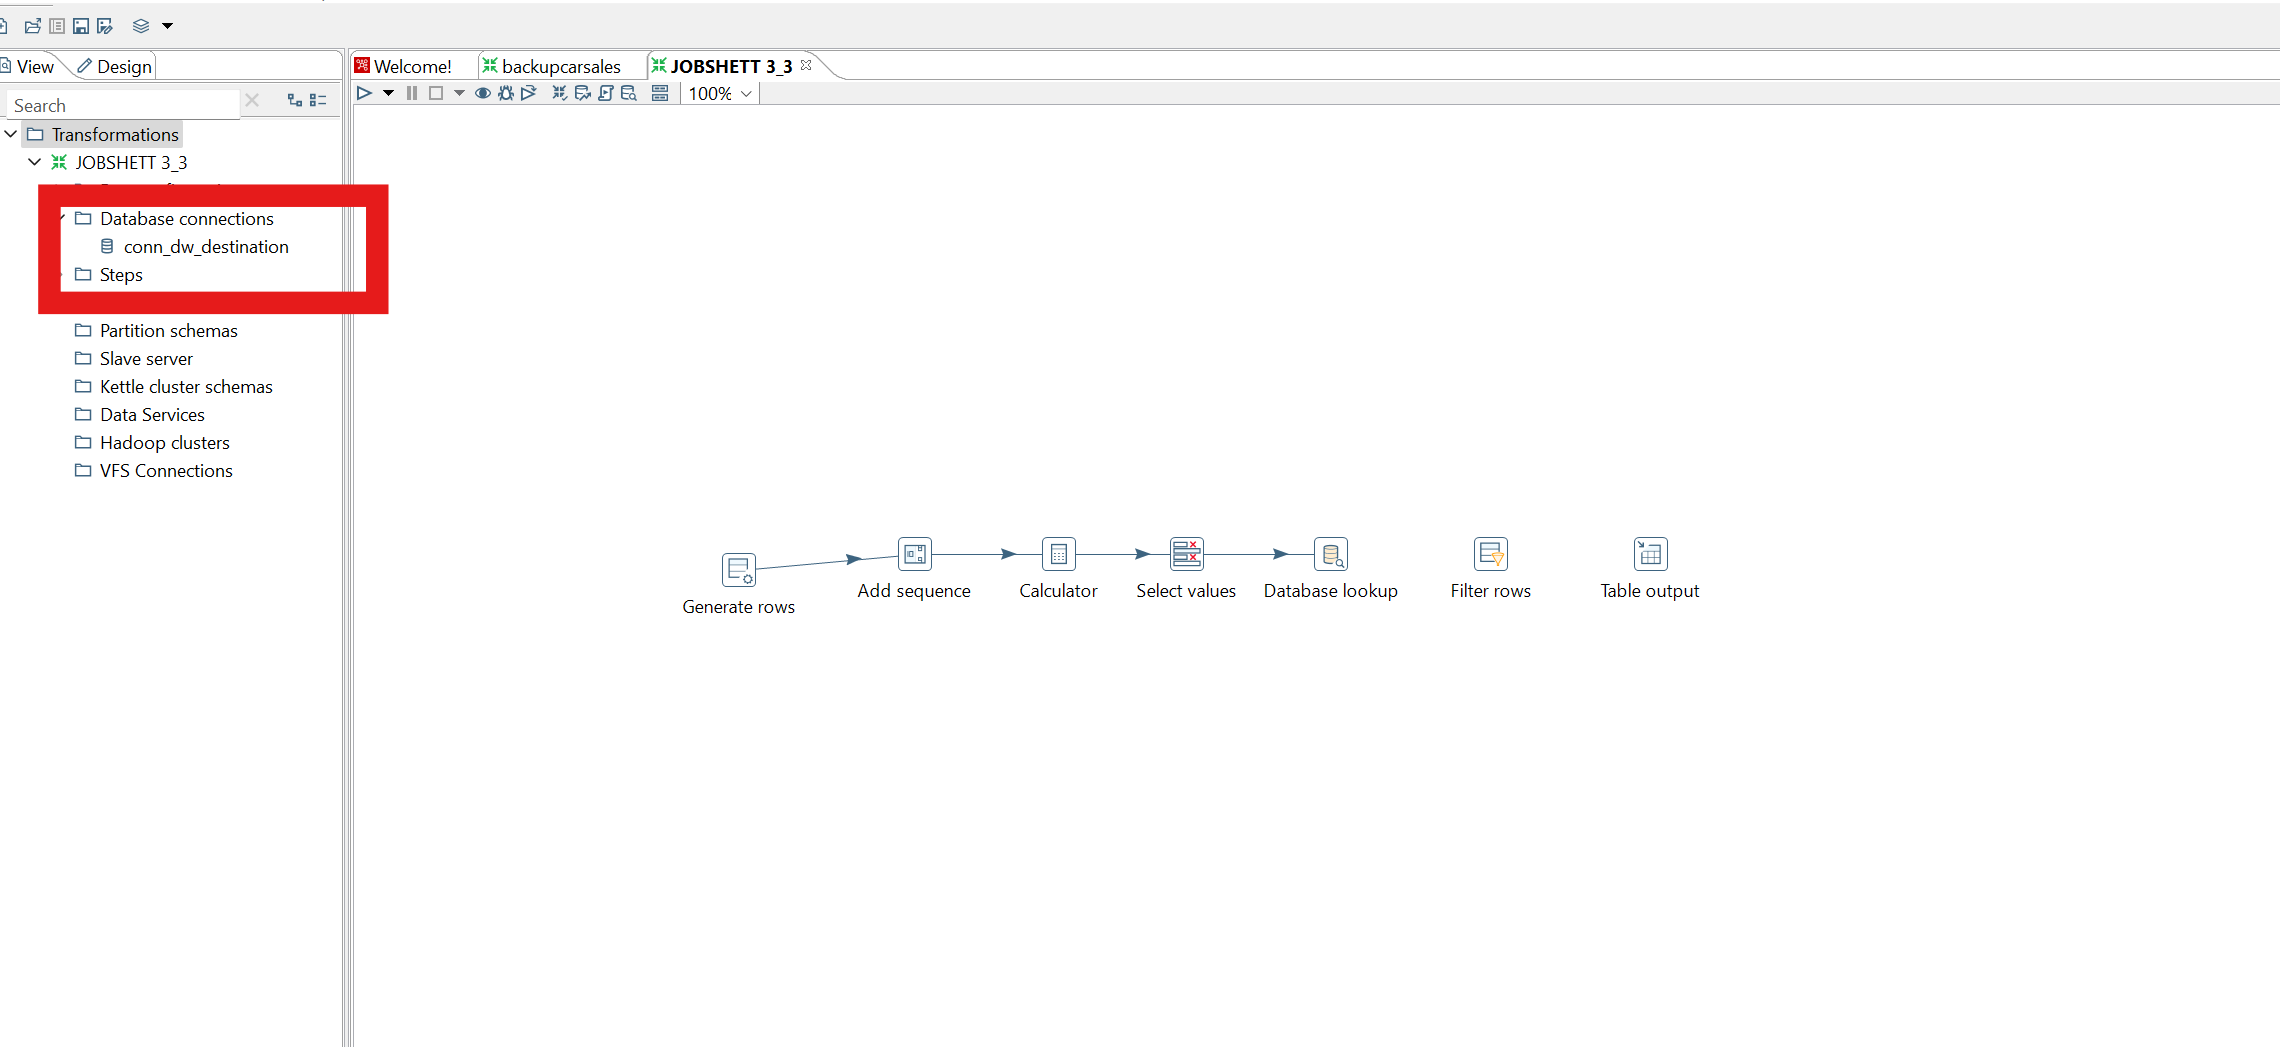 View
Design
Welcome!
backupcarsales
JOBSHETT 3_3
Search
100%
Transformations
JOBSHETT 3_3
Database connections
conn_dw_destination
Steps
Partition schemas
Slave server
Kettle cluster schemas
Data Services
Hadoop clusters
VFS Connections
Generate rows
Add sequence
Calculator
Select values
Database lookup
Filter rows
Table output